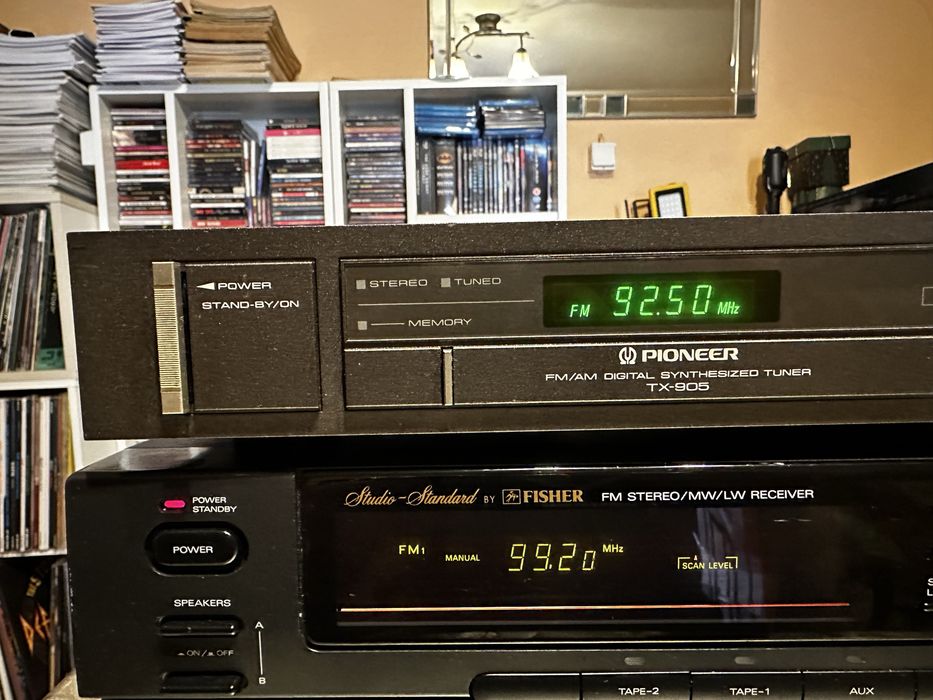 POWER
STAND-BY/ON
STEREO TUNED
MEMORY
FM 92.50 MHz
PIONEER
FM/AM DIGITAL SYNTHESIZED TUNER
TX-905
POWER
STANDBY
POWER
SPEAKERS
A
ON/ OFF
B
Studio-Standard BY FISHER FM STEREO/MW/LW RECEIVER
FM1 MANUAL 99.20 MHz
SCAN LEVEL
TAPE-2 TAPE-1 AUX